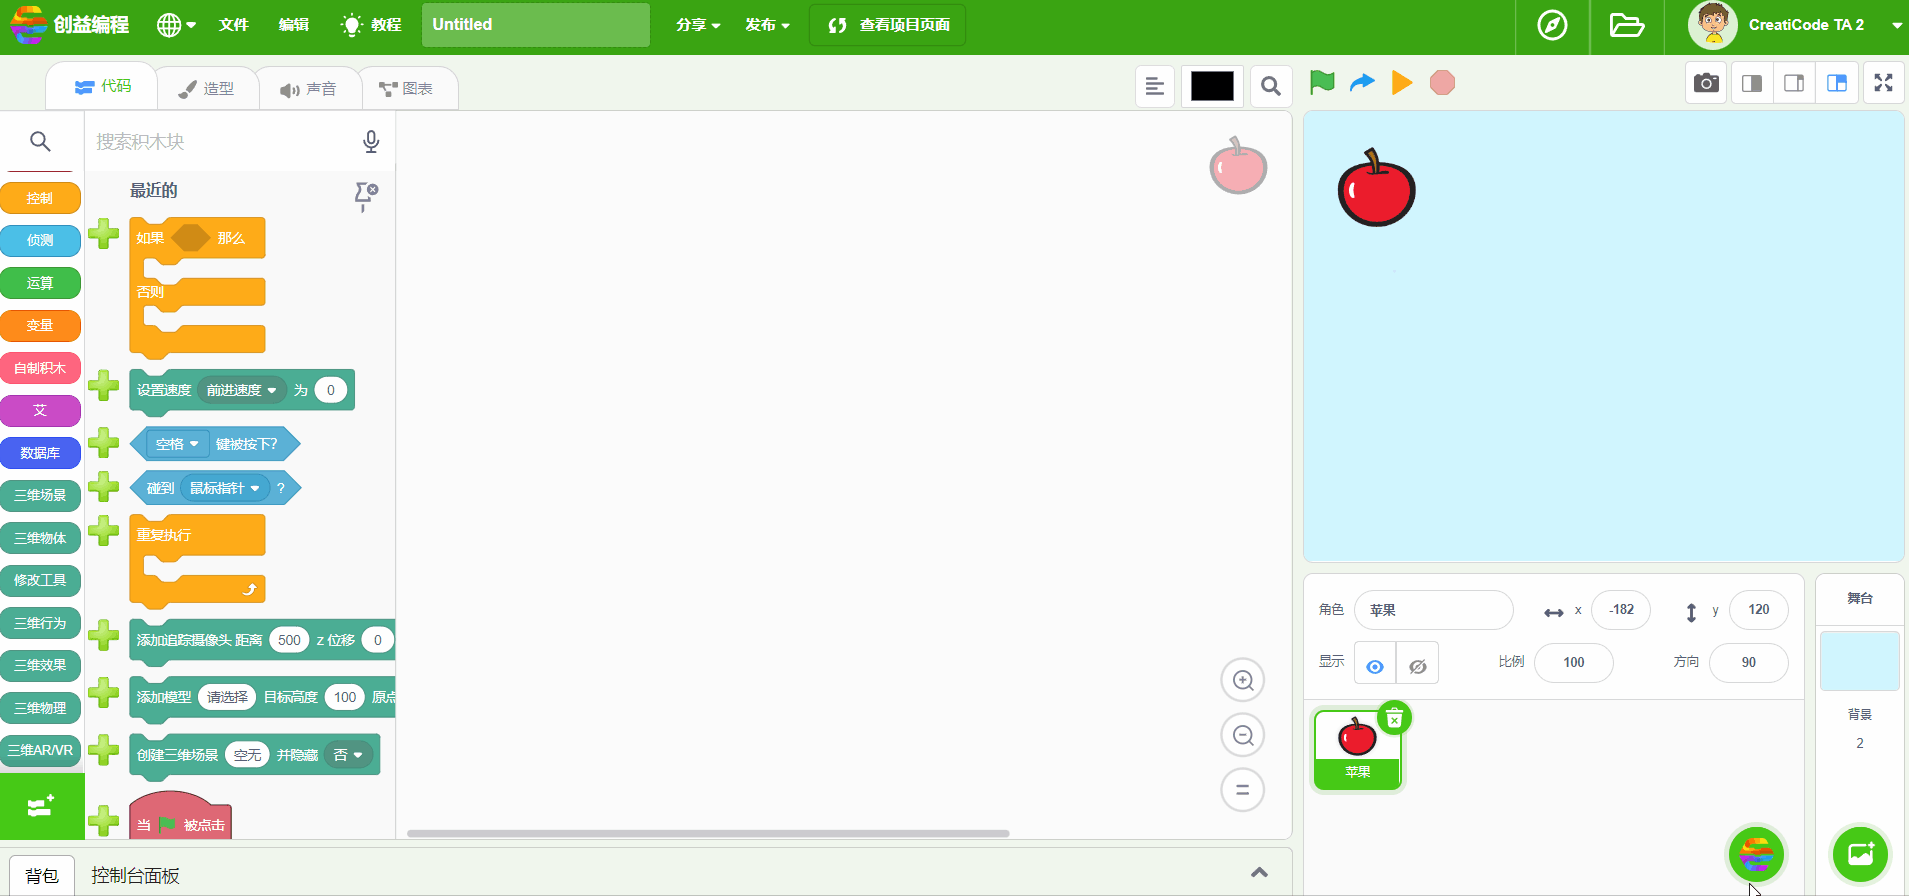 创益编程
文件
编辑
教程
Untitled
分享
发布
查看项目页面
CreatiCode TA 2
代码
造型
声音
图表
搜索积木块
控制
侦测
运算
变量
自制积木
艾
数据库
三维场景
三维物体
修改工具
三维行为
三维效果
三维物理
三维AR/VR
最近的
如果 那么
否则
设置速度 前进速度 为 0
空格 键被按下?
碰到 鼠标指针 ?
重复执行
添加追踪摄像头 距离 500 z 位移 0
添加模型 请选择 目标高度 100 原点
创建三维场景 空无 并隐藏 否
当 被点击
角色 苹果 x -182 y 120
显示 比例 100 方向 90
苹果
舞台
背景
2
背包
控制台面板